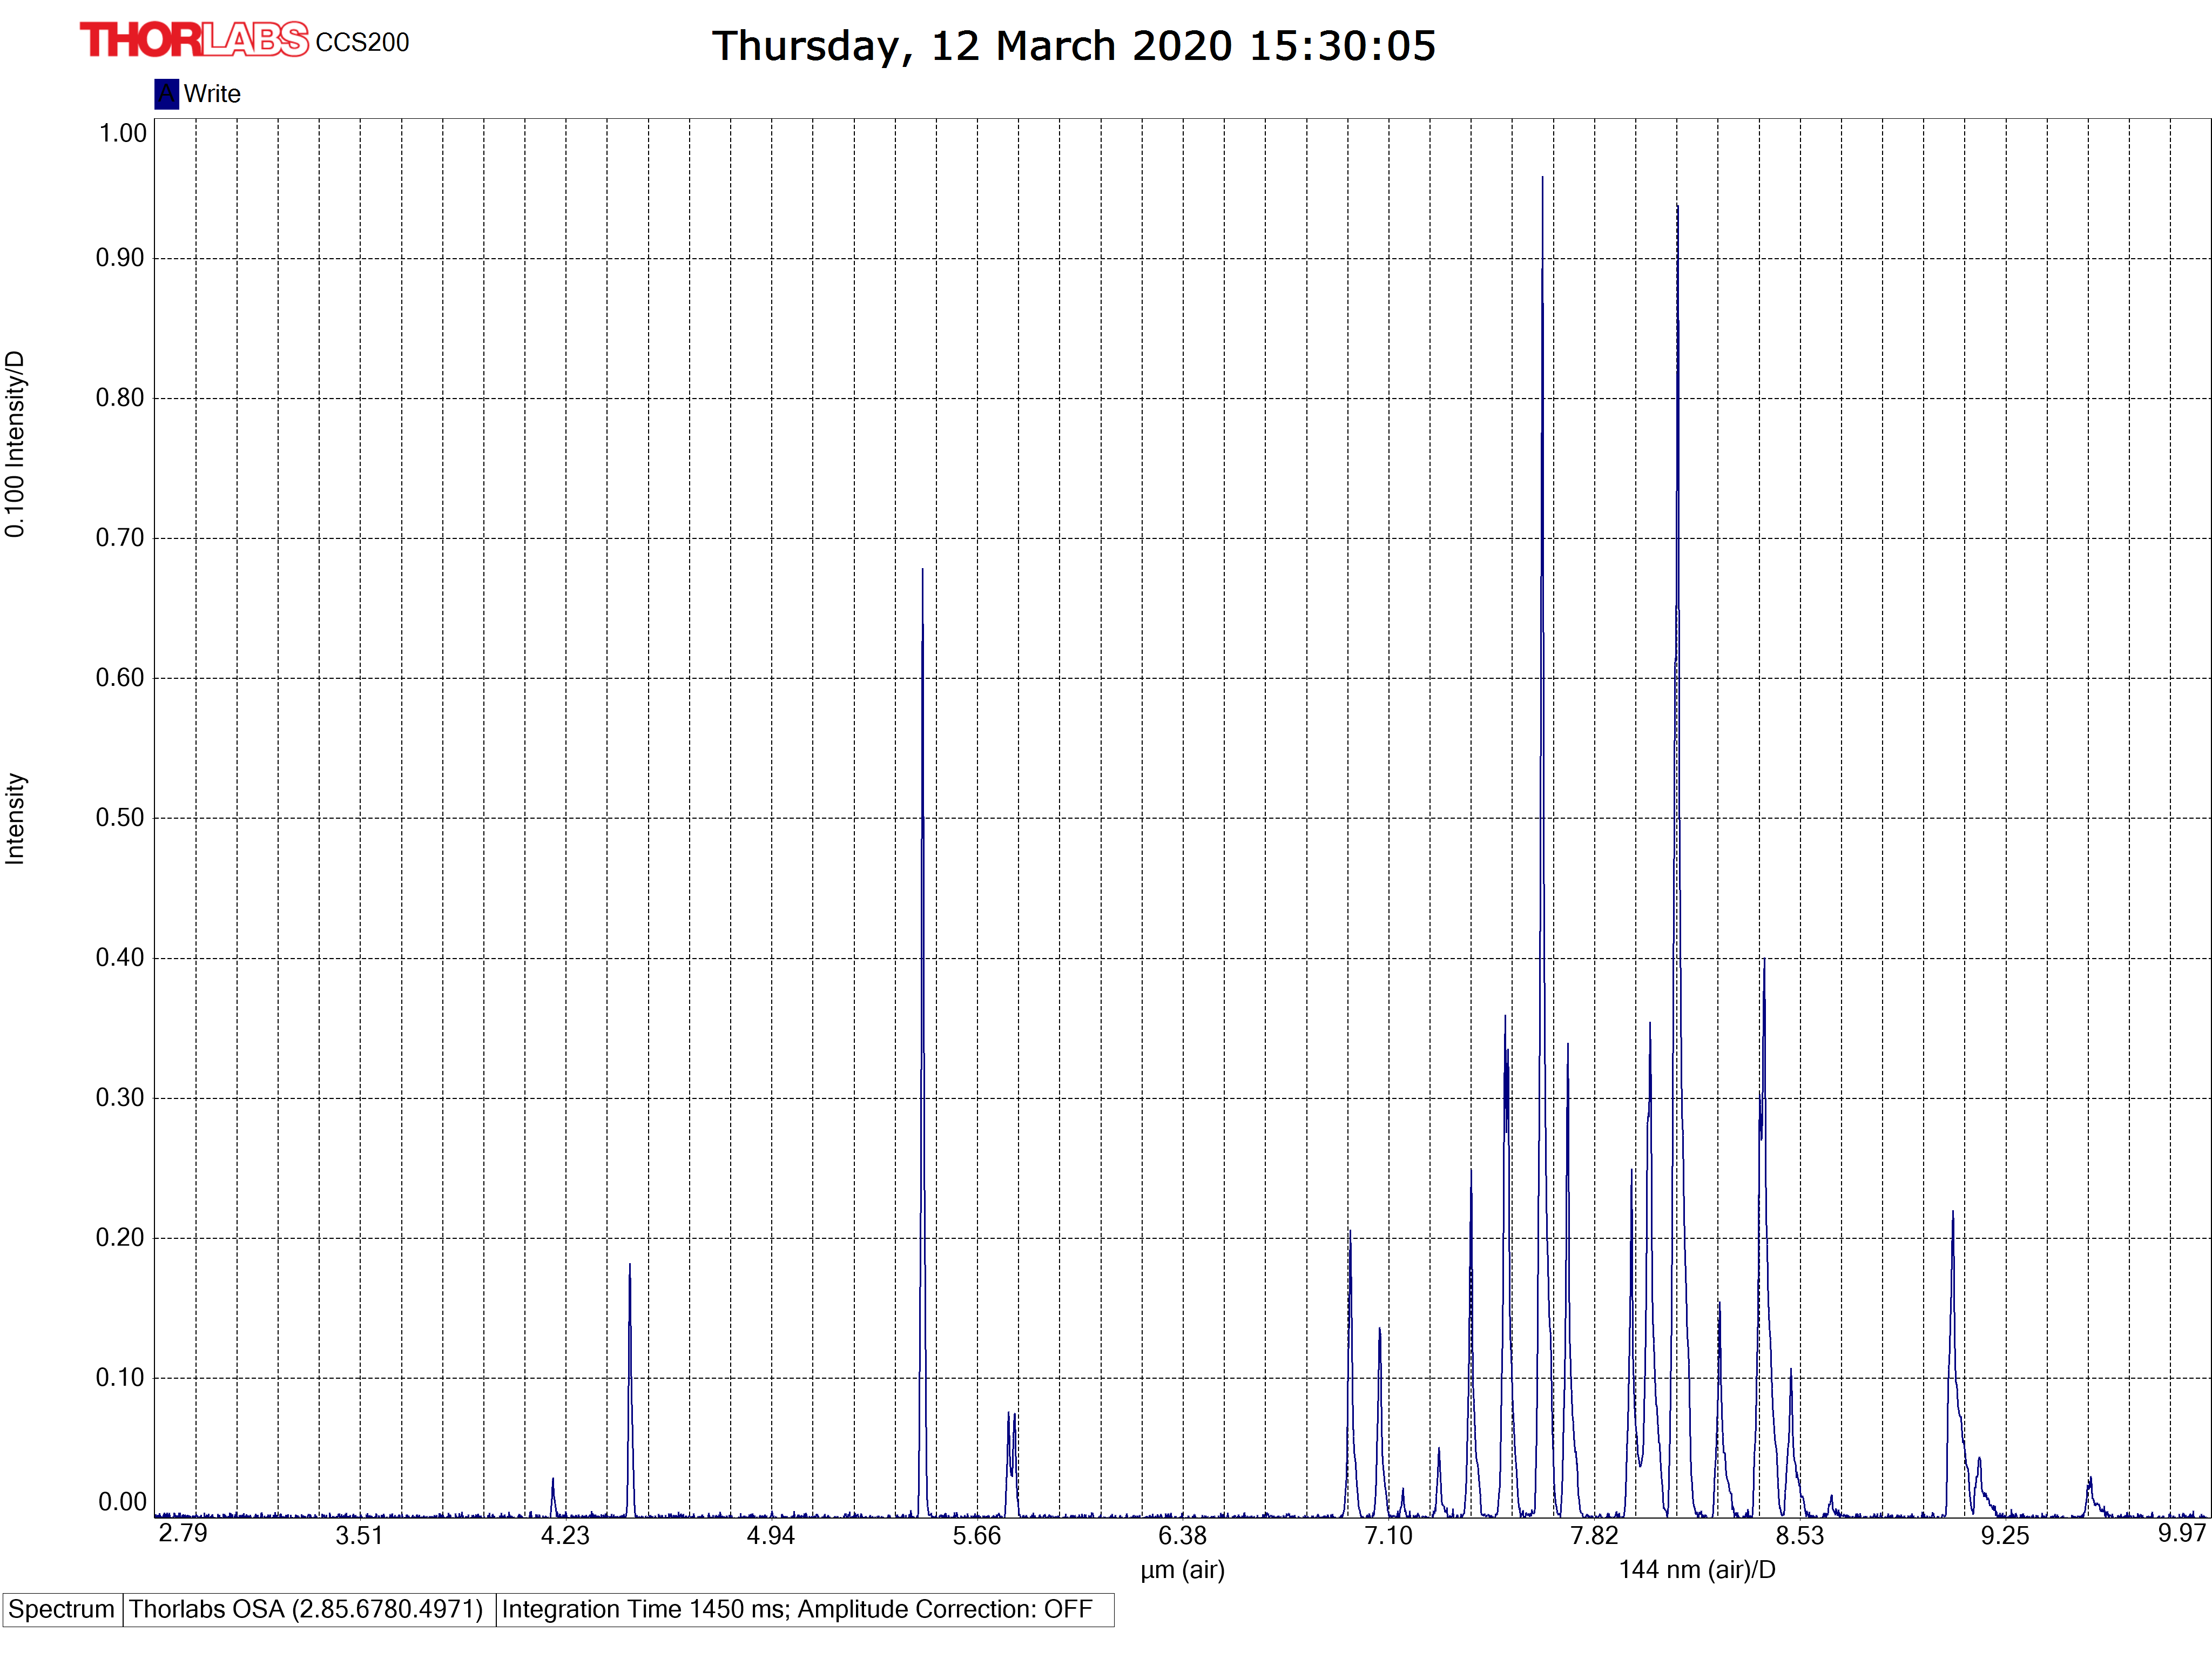 THORLABS CCS200
Thursday, 12 March 2020 15:30:05
A Write
1.00
0.90
0.80
0.70
0.60
0.50
0.40
0.30
0.20
0.10
0.00
0.100 Intensity/D
Intensity
2.79 3.51 4.23 4.94 5.66 6.38 7.10 7.82 8.53 9.25 9.97
µm (air) 144 nm (air)/D
Spectrum Thorlabs OSA (2.85.6780.4971) Integration Time 1450 ms; Amplitude Correction: OFF